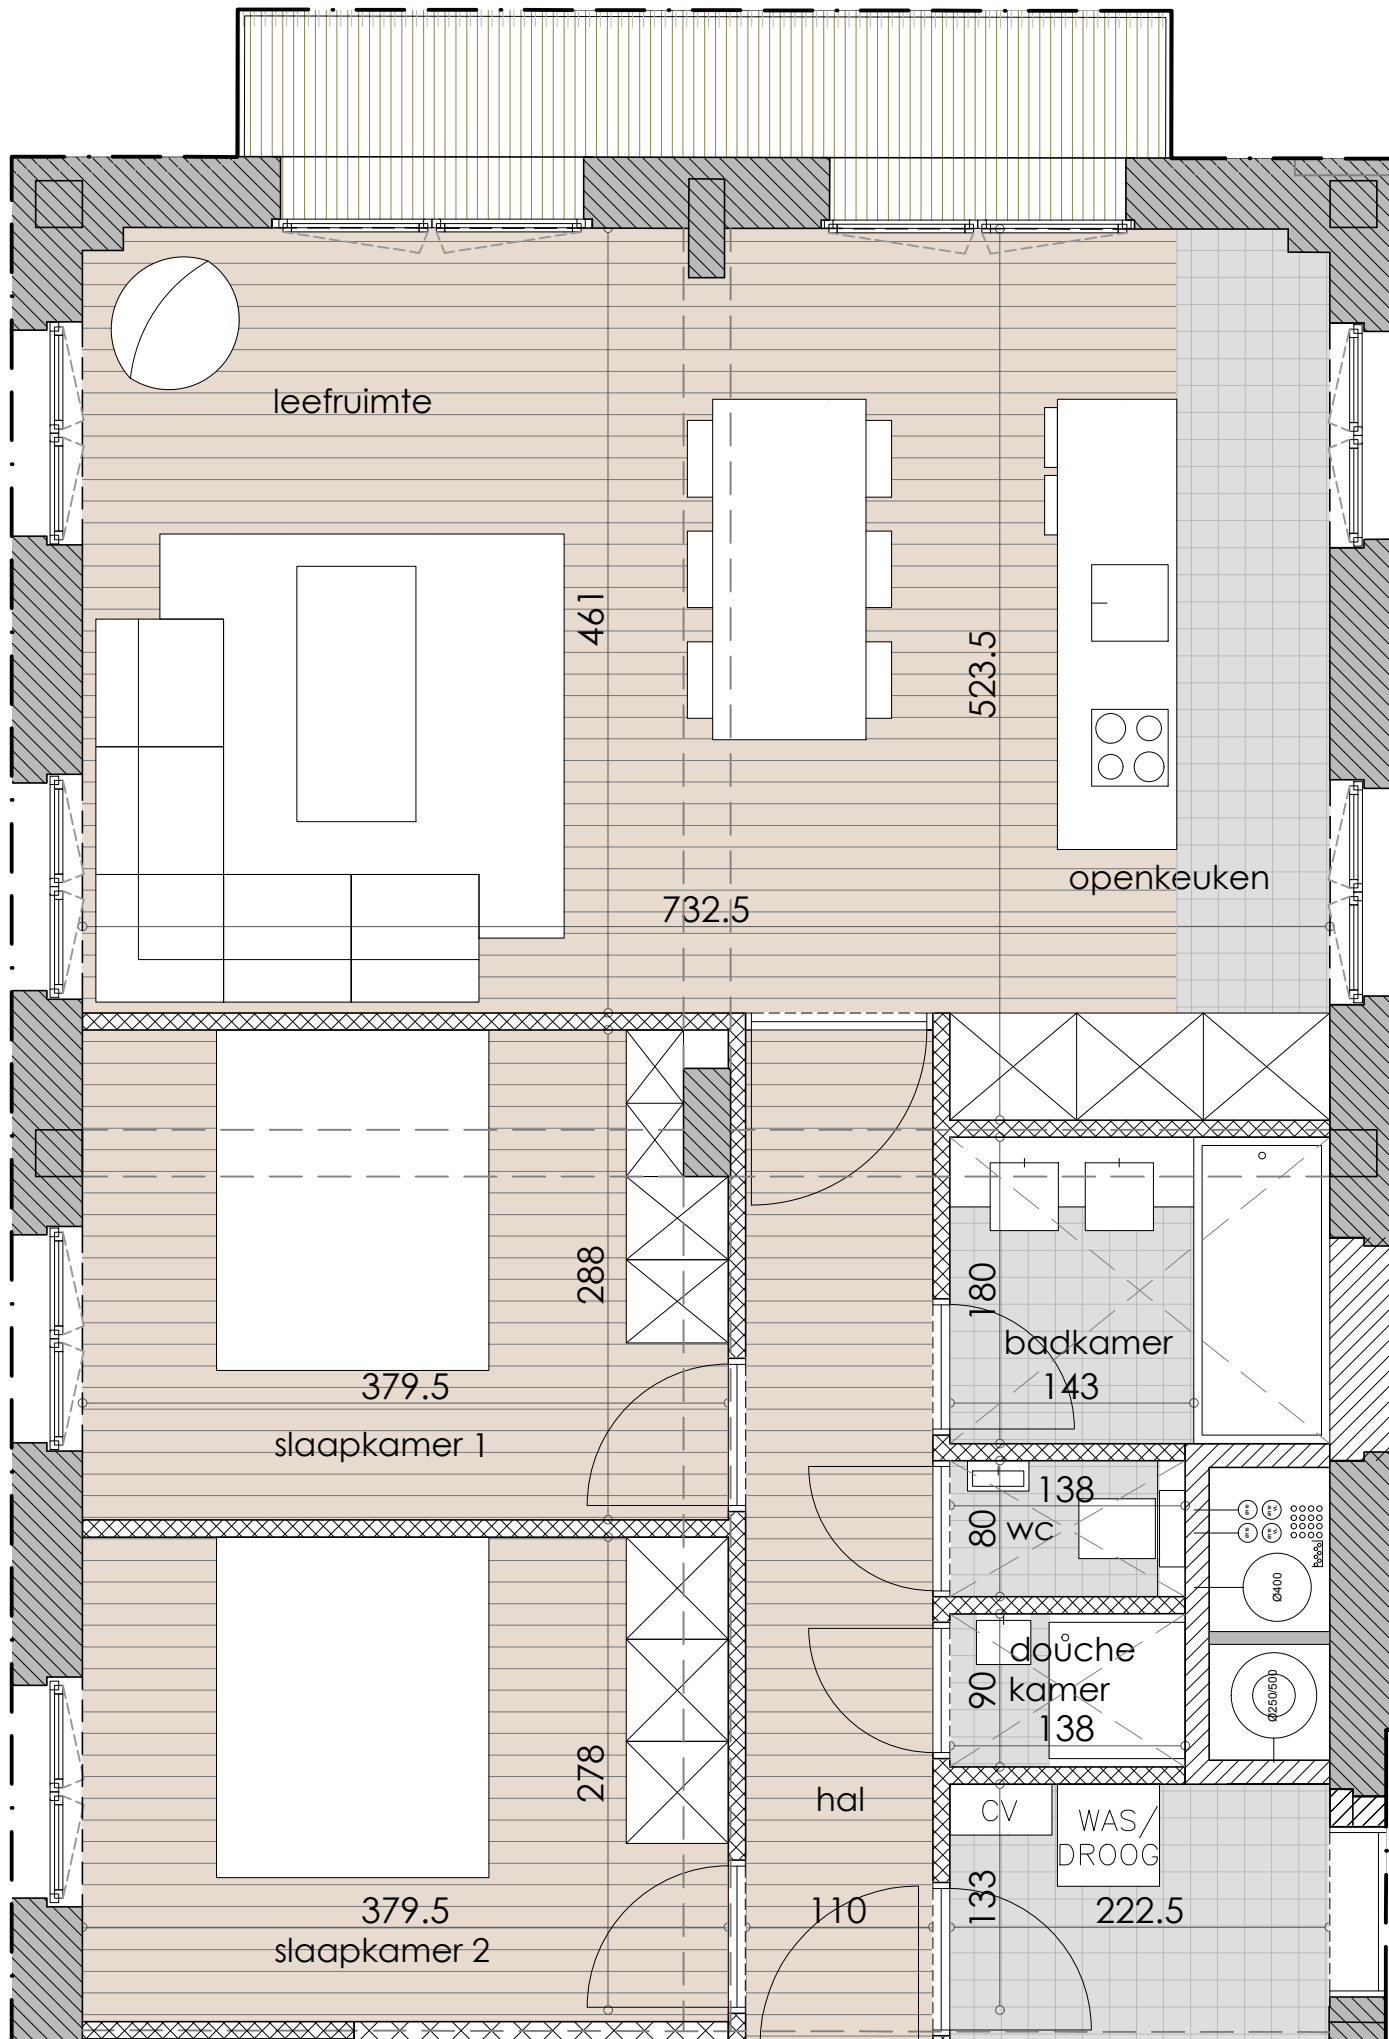 leefruimte
461
523.5
openkeuken
732.5
288
180
badkamer
143
379.5
slaapkamer 1
138
80
wc
Ø400
douche
kamer
90
138
Ø250/500
278
hal
CV
WAS/
DROOG
133
379.5
110
222.5
slaapkamer 2